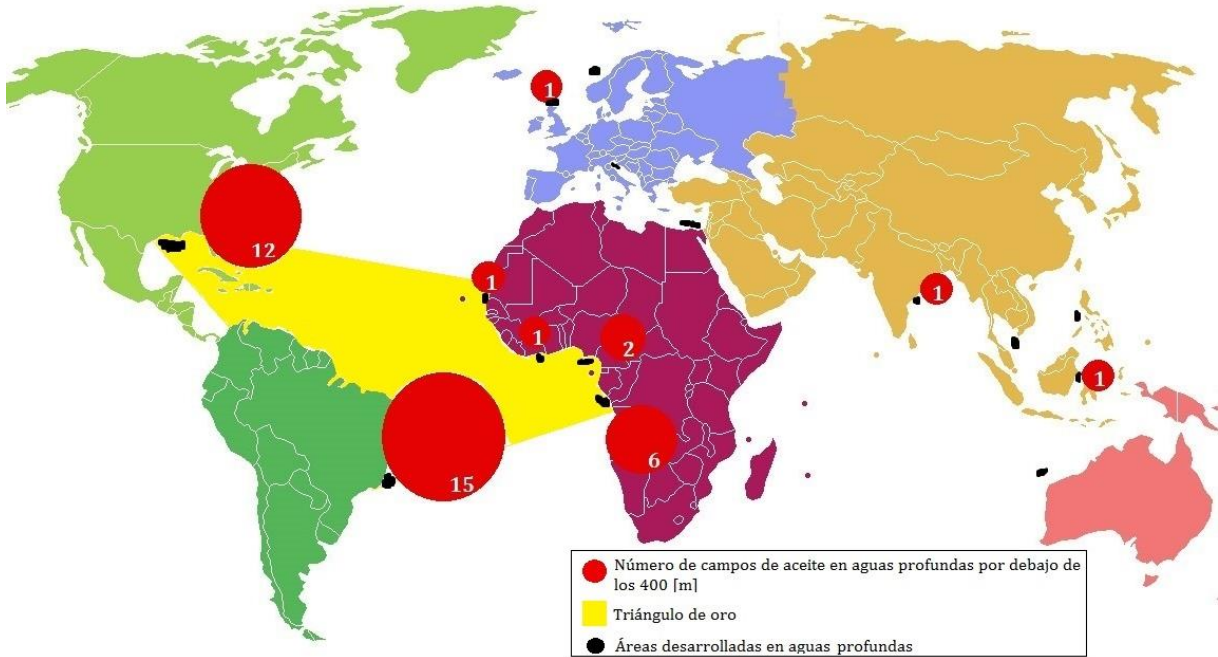 1
12
1
1
2
1
1
15
6
Número de campos de aceite en aguas profundas por debajo de
los 400 [m]
Triángulo de oro
Áreas desarrolladas en aguas profundas